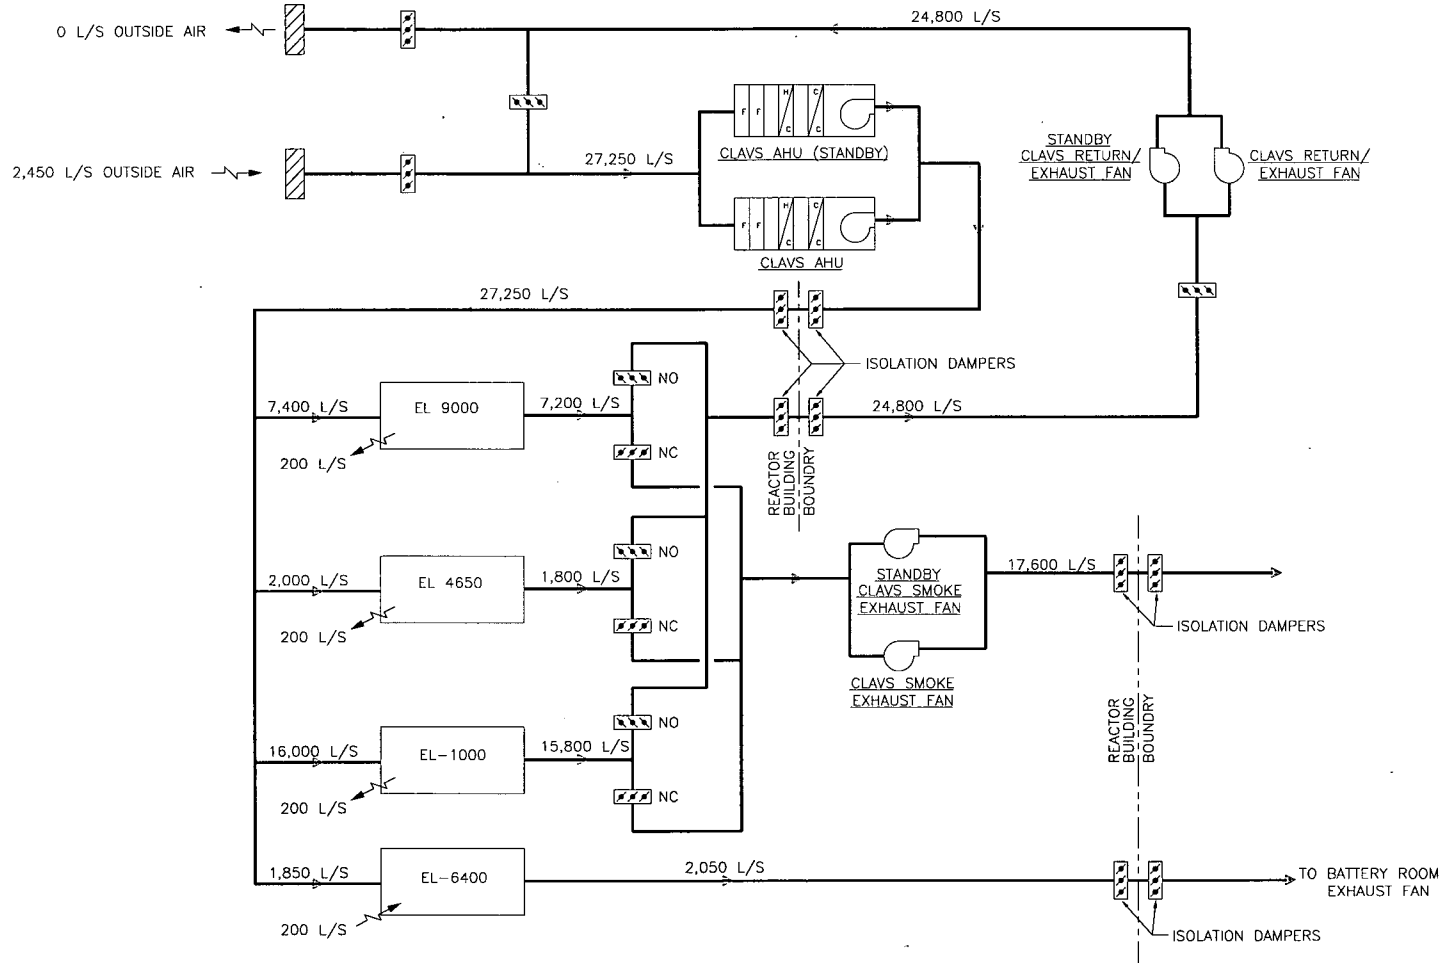 24,800 L/S
0 L/S OUTSIDE AIR
H
C
F F
C
C
CLAVS AHU (STANDBY)
STANDBY
CLAVS RETURN/
EXHAUST FAN
CLAVS RETURN/
EXHAUST FAN
2,450 L/S OUTSIDE AIR
27,250 L/S
H
C
F F
C
C
CLAVS AHU
27,250 L/S
ISOLATION DAMPERS
NO
7,400 L/S
EL 9000
7,200 L/S
24,800 L/S
NC
200 L/S
REACTOR
BUILDING
BOUNDRY
NO
2,000 L/S
EL 4650
1,800 L/S
17,600 L/S
STANDBY
CLAVS SMOKE
EXHAUST FAN
NC
200 L/S
ISOLATION DAMPERS
CLAVS SMOKE
EXHAUST FAN
NO
REACTOR
BUILDING
BOUNDRY
16,000 L/S
EL-1000
15,800 L/S
NC
200 L/S
1,850 L/S
EL-6400
2,050 L/S
TO BATTERY ROOM
EXHAUST FAN
200 L/S
ISOLATION DAMPERS